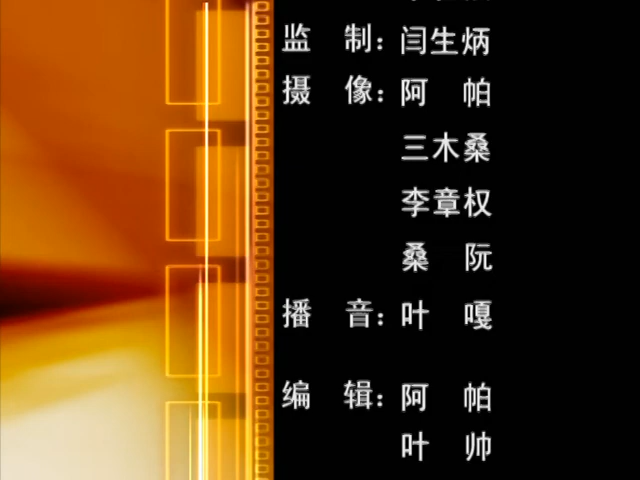 监 制：闫生炳
摄 像：阿 帕
三木桑
李章权
桑 阮
播 音：叶 嘎
编 辑：阿 帕
叶 帅